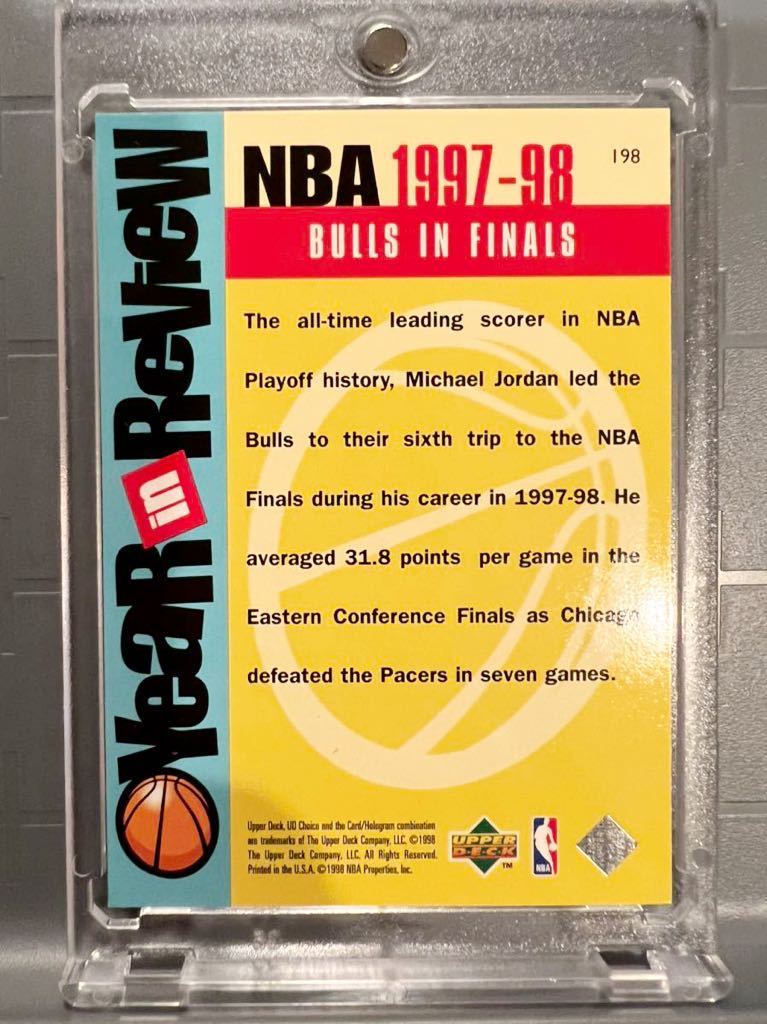 YeaR in ReVieW
NBA 1997-98
198
BULLS IN FINALS
The all-time leading scorer in NBA
Playoff history, Michael Jordan led the
Bulls to their sixth trip to the NBA
Finals during his career in 1997-98. He
averaged 31.8 points per game in the
Eastern Conference Finals as Chicago
defeated the Pacers in seven games.
Upper Deck, UD Choice and the Card/Hologram combination
are trademarks of The Upper Deck Company, LLC. ©1998
The Upper Deck Company, LLC. All Rights Reserved.
Printed in the U.S.A. ©1998 NBA Properties, Inc.
UPPER
DECK
TM
NBA